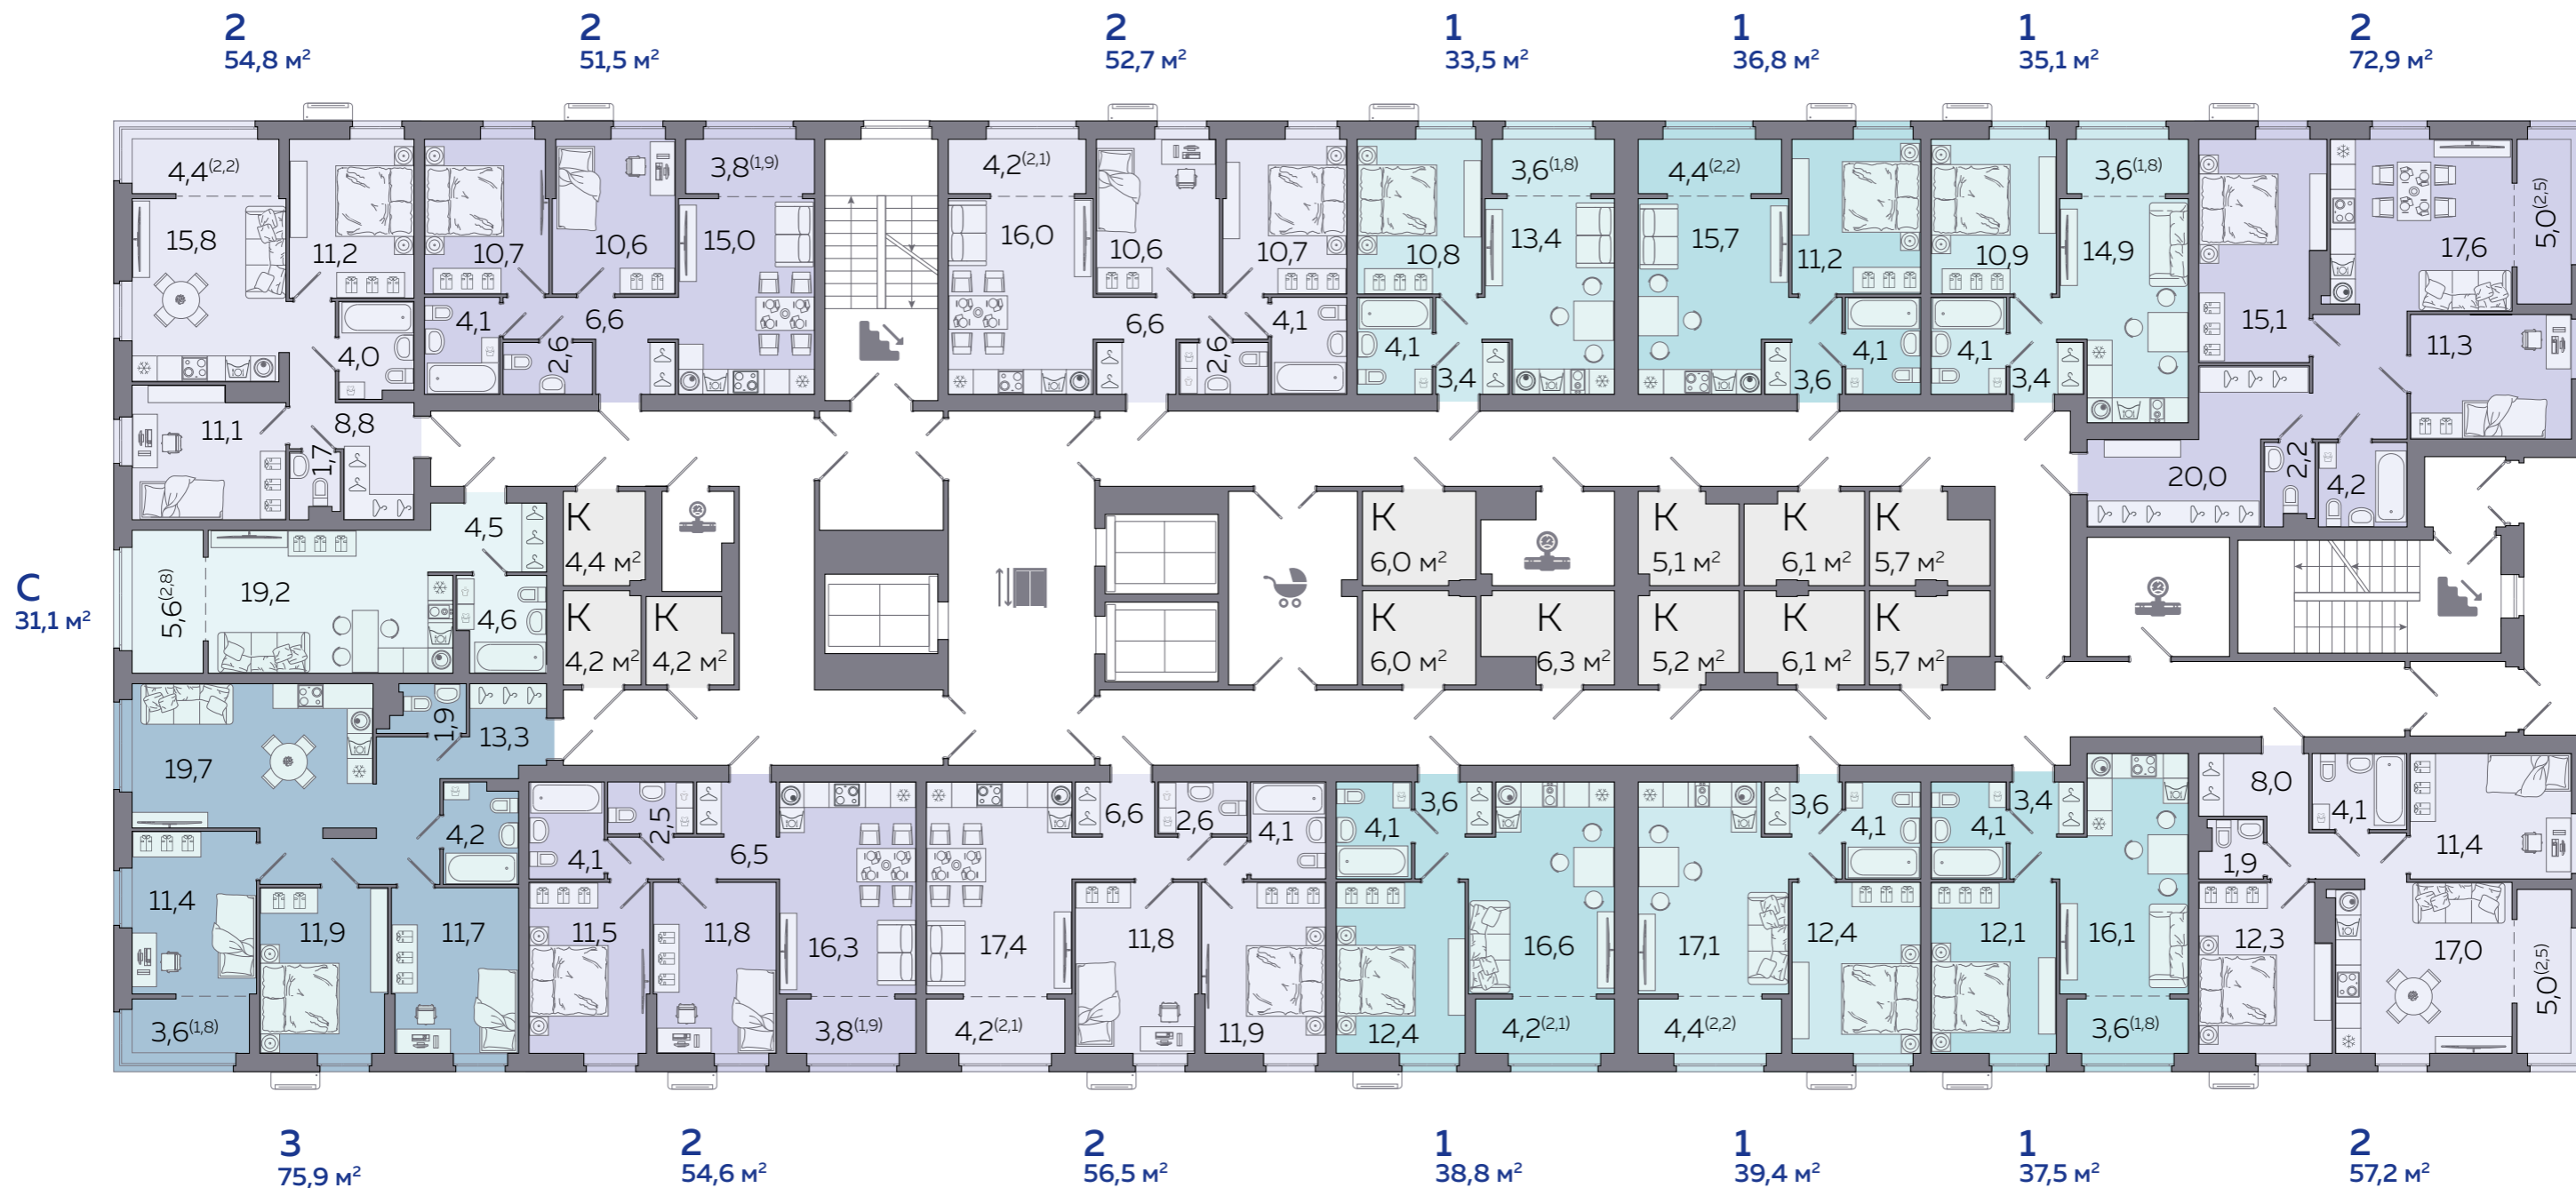 2
54,8 м²
2
51,5 м²
2
52,7 м²
1
33,5 м²
1
36,8 м²
1
35,1 м²
2
72,9 м²
4,4(2,2)
15,8
11,2
4,0
11,1
8,8
1,7
10,7
10,6
3,8(1,9)
15,0
4,1
6,6
2,6
4,2(2,1)
16,0
10,6
10,7
6,6
2,6
4,1
10,8
3,6(1,8)
13,4
4,1
3,4
4,4(2,2)
15,7
11,2
3,6
4,1
10,9
3,6(1,8)
14,9
4,1
3,4
15,1
17,6
5,0(2,5)
11,3
20,0
2,2
4,2
С
31,1 м²
5,6(2,8)
19,2
4,5
4,6
К
4,4 м²
К
4,2 м²
К
4,2 м²
К
6,0 м²
К
5,1 м²
К
6,1 м²
К
5,7 м²
К
6,0 м²
К
6,3 м²
К
5,2 м²
К
6,1 м²
К
5,7 м²
19,7
1,9
13,3
4,2
11,4
11,9
11,7
3,6(1,8)
4,1
2,5
6,5
11,5
11,8
16,3
3,8(1,9)
6,6
2,6
4,1
17,4
11,8
11,9
4,2(2,1)
4,1
3,6
16,6
12,4
4,2(2,1)
3,6
4,1
17,1
12,4
4,4(2,2)
4,1
3,4
12,1
16,1
3,6(1,8)
8,0
4,1
11,4
1,9
12,3
17,0
5,0(2,5)
3
75,9 м²
2
54,6 м²
2
56,5 м²
1
38,8 м²
1
39,4 м²
1
37,5 м²
2
57,2 м²